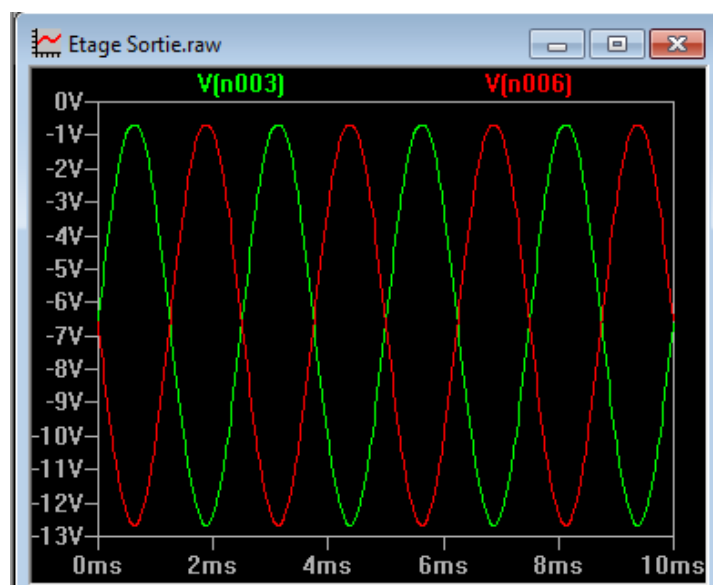 Etage Sortie.raw
V(n003) V(n006)
0V
-1V
-2V
-3V
-4V
-5V
-6V
-7V
-8V
-9V
-10V
-11V
-12V
-13V
0ms 2ms 4ms 6ms 8ms 10ms